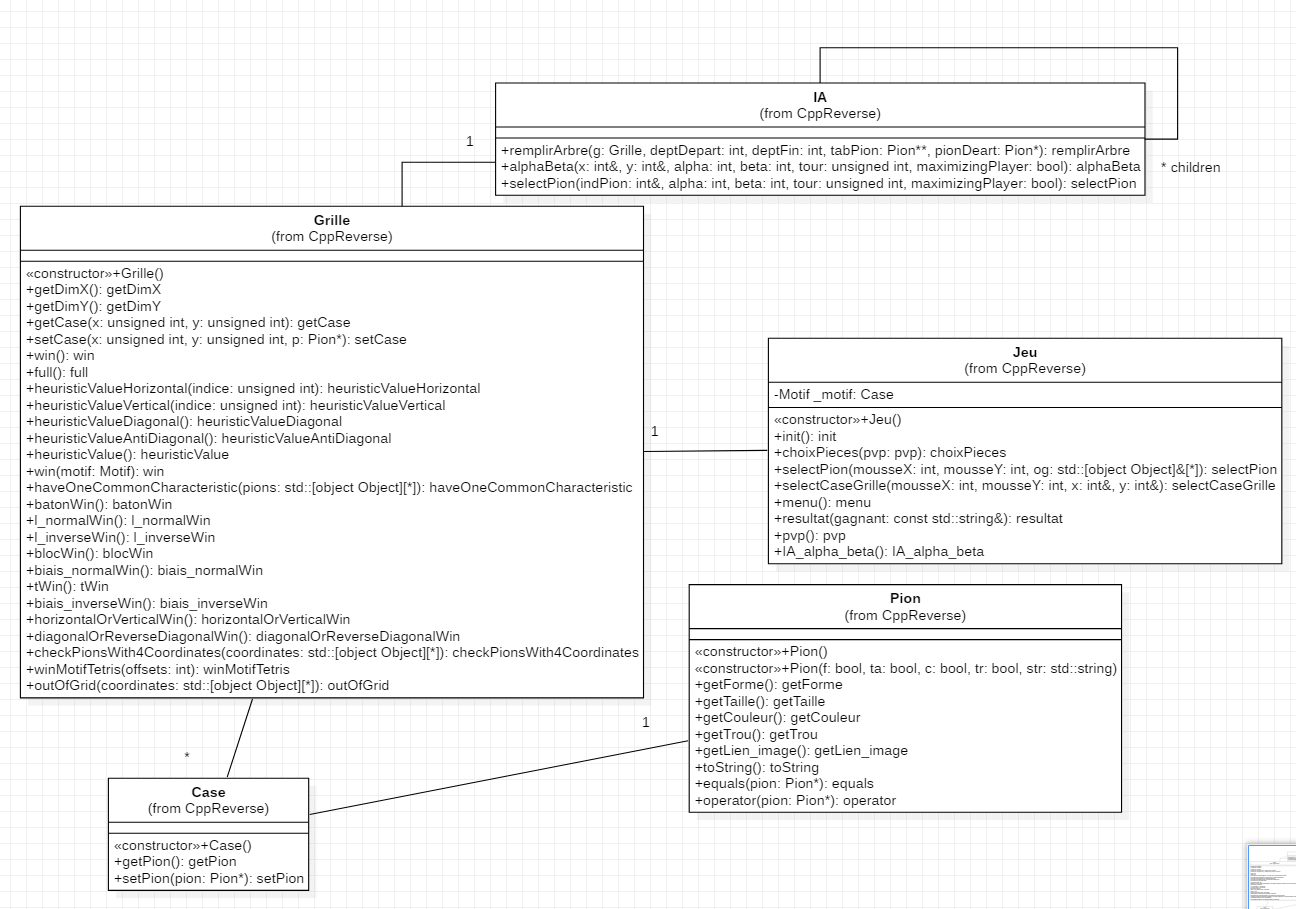 IA
(from CppReverse)
+remplirArbre(g: Grille, deptDepart: int, deptFin: int, tabPion: Pion**, pionDeart: Pion*): remplirArbre
+alphaBeta(x: int&, y: int&, alpha: int, beta: int, tour: unsigned int, maximizingPlayer: bool): alphaBeta
+selectPion(indPion: int&, alpha: int, beta: int, tour: unsigned int, maximizingPlayer: bool): selectPion
1
* children
Grille
(from CppReverse)
«constructor»+Grille()
+getDimX(): getDimX
+getDimY(): getDimY
+getCase(x: unsigned int, y: unsigned int): getCase
+setCase(x: unsigned int, y: unsigned int, p: Pion*): setCase
+win(): win
+full(): full
+heuristicValueHorizontal(indice: unsigned int): heuristicValueHorizontal
+heuristicValueVertical(indice: unsigned int): heuristicValueVertical
+heuristicValueDiagonal(): heuristicValueDiagonal
+heuristicValueAntiDiagonal(): heuristicValueAntiDiagonal
+heuristicValue(): heuristicValue
+win(motif: Motif): win
+haveOneCommonCharacteristic(pions: std::[object Object][*]): haveOneCommonCharacteristic
+batonWin(): batonWin
+l_normalWin(): l_normalWin
+l_inverseWin(): l_inverseWin
+blocWin(): blocWin
+biais_normalWin(): biais_normalWin
+tWin(): tWin
+biais_inverseWin(): biais_inverseWin
+horizontalOrVerticalWin(): horizontalOrVerticalWin
+diagonalOrReverseDiagonalWin(): diagonalOrReverseDiagonalWin
+checkPionsWith4Coordinates(coordinates: std::[object Object][*]): checkPionsWith4Coordinates
+winMotifTetris(offsets: int): winMotifTetris
+outOfGrid(coordinates: std::[object Object][*]): outOfGrid
1
Jeu
(from CppReverse)
-Motif _motif: Case
«constructor»+Jeu()
+init(): init
+choixPieces(pvp: pvp): choixPieces
+selectPion(mousseX: int, mousseY: int, og: std::[object Object]&[*]): selectPion
+selectCaseGrille(mousseX: int, mousseY: int, x: int&, y: int&): selectCaseGrille
+menu(): menu
+resultat(gagnant: const std::string&): resultat
+pvp(): pvp
+IA_alpha_beta(): IA_alpha_beta
Pion
(from CppReverse)
«constructor»+Pion()
«constructor»+Pion(f: bool, ta: bool, c: bool, tr: bool, str: std::string)
+getForme(): getForme
+getTaille(): getTaille
+getCouleur(): getCouleur
+getTrou(): getTrou
+getLien_image(): getLien_image
+toString(): toString
+equals(pion: Pion*): equals
+operator(pion: Pion*): operator
1
*
Case
(from CppReverse)
«constructor»+Case()
+getPion(): getPion
+setPion(pion: Pion*): setPion